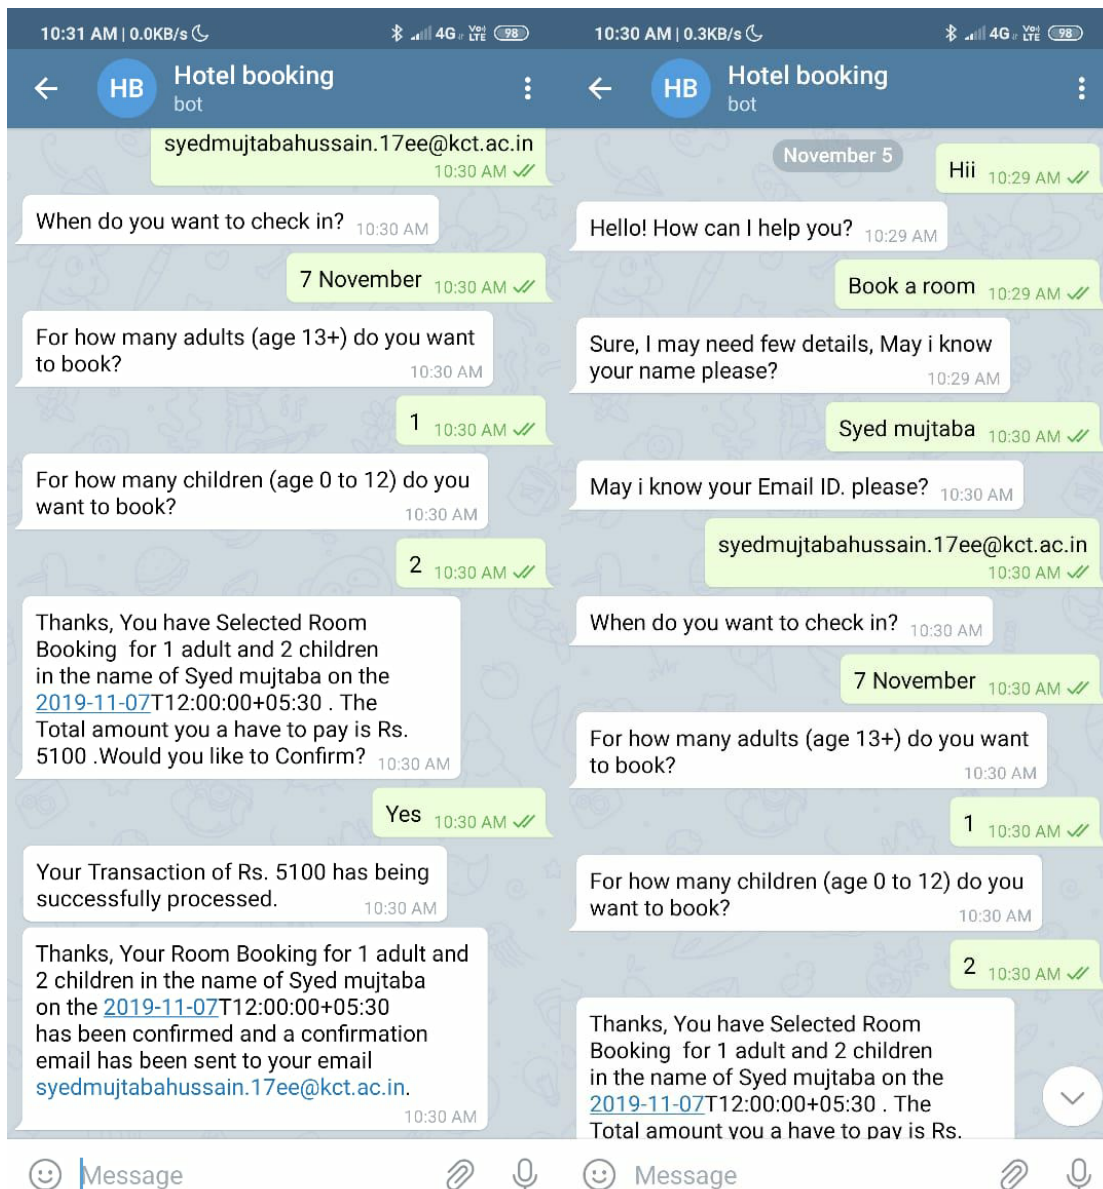 10:31 AM | 0.0KB/s
4G Vo) LTE 98
HB
Hotel booking
bot
syedmujtabahussain.17ee@kct.ac.in
10:30 AM
When do you want to check in? 10:30 AM
7 November 10:30 AM
For how many adults (age 13+) do you want
to book?
10:30 AM
1 10:30 AM
For how many children (age 0 to 12) do you
want to book?
10:30 AM
2 10:30 AM
Thanks, You have Selected Room
Booking for 1 adult and 2 children
in the name of Syed mujtaba on the
2019-11-07T12:00:00+05:30 . The
Total amount you a have to pay is Rs.
5100 .Would you like to Confirm? 10:30 AM
Yes 10:30 AM
Your Transaction of Rs. 5100 has being
successfully processed.
10:30 AM
Thanks, Your Room Booking for 1 adult and
2 children in the name of Syed mujtaba
on the 2019-11-07T12:00:00+05:30
has been confirmed and a confirmation
email has been sent to your email
syedmujtabahussain.17ee@kct.ac.in.
10:30 AM
Message
10:30 AM | 0.3KB/s
4G Vo) LTE 98
HB
Hotel booking
bot
November 5
Hii 10:29 AM
Hello! How can I help you? 10:29 AM
Book a room 10:29 AM
Sure, I may need few details, May i know
your name please?
10:29 AM
Syed mujtaba 10:30 AM
May i know your Email ID. please? 10:30 AM
syedmujtabahussain.17ee@kct.ac.in
10:30 AM
When do you want to check in? 10:30 AM
7 November 10:30 AM
For how many adults (age 13+) do you want
to book?
10:30 AM
1 10:30 AM
For how many children (age 0 to 12) do you
want to book?
10:30 AM
2 10:30 AM
Thanks, You have Selected Room
Booking for 1 adult and 2 children
in the name of Syed mujtaba on the
2019-11-07T12:00:00+05:30 . The
Total amount you a have to pay is Rs.
Message